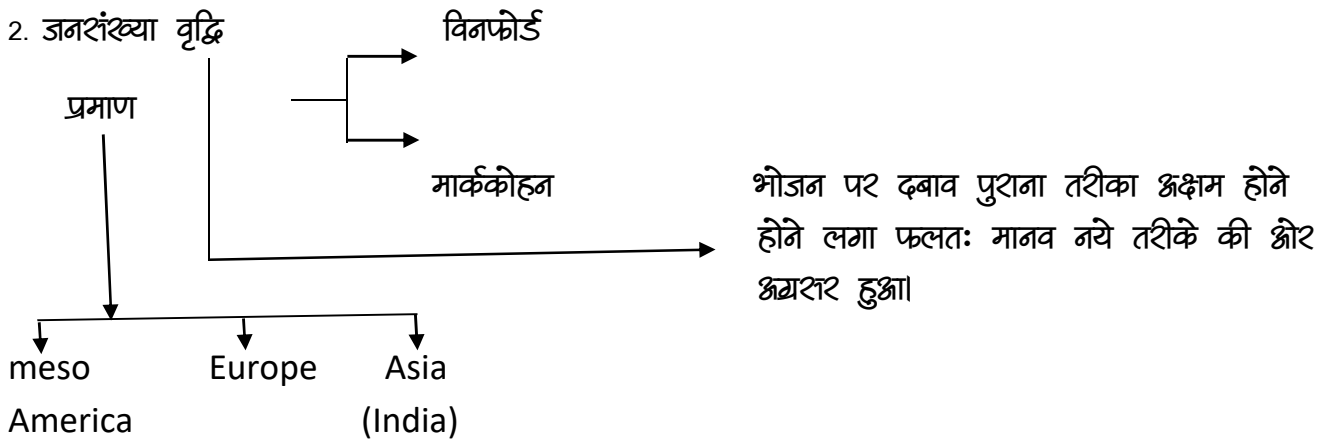 2. जनसंख्या वृद्धि
विनफोर्ड
प्रमाण
मार्ककोहन
भोजन पर दबाव पुराना तरीका अक्षम होने
होने लगा फलतः मानव नये तरीके की ओर
अग्रसर हुआ।
meso
America
Europe
Asia
(India)